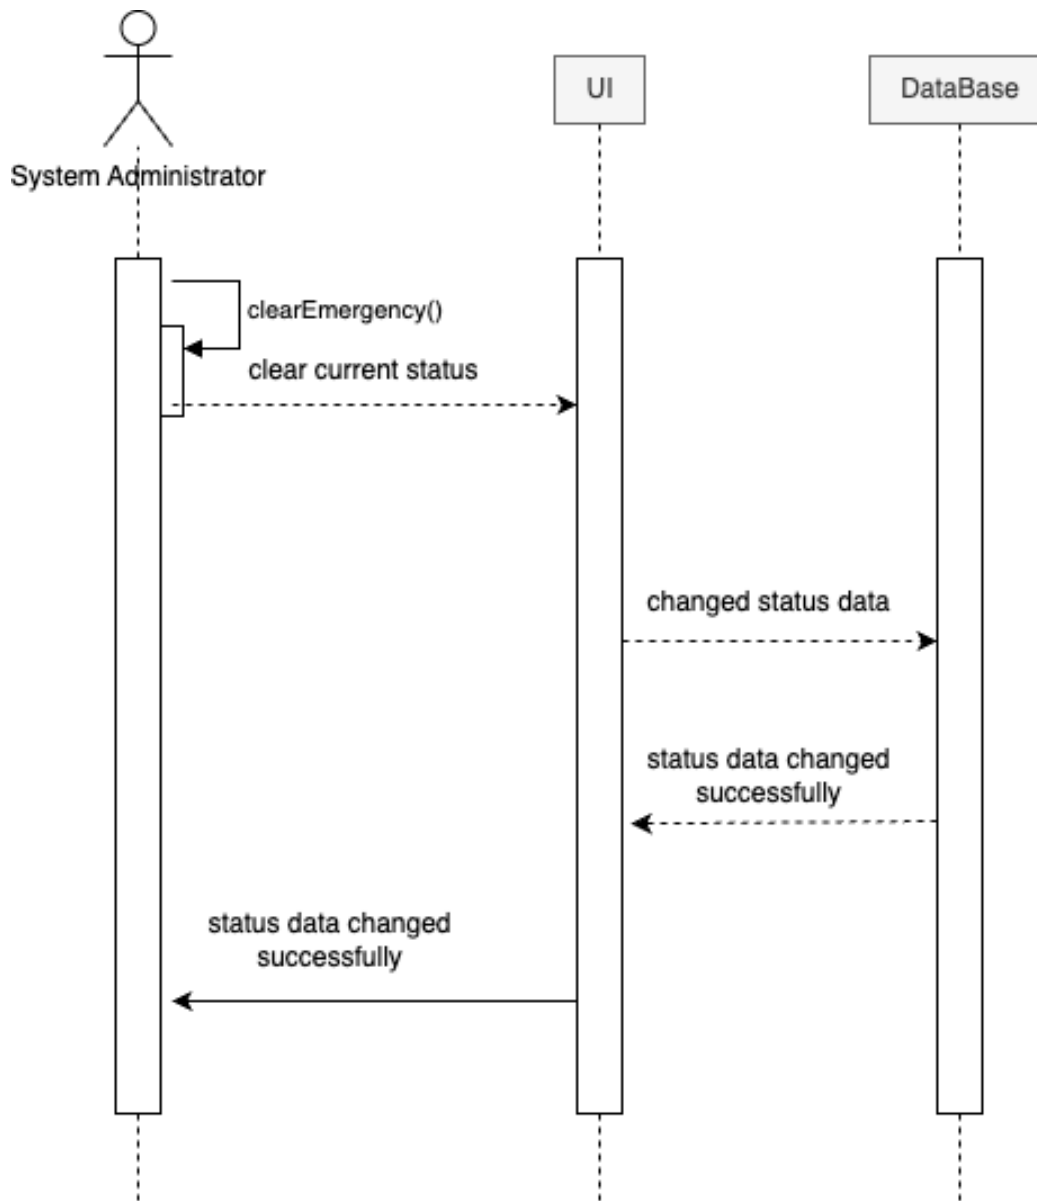 UI
DataBase
System Administrator
clearEmergency()
clear current status
changed status data
status data changed
successfully
status data changed
successfully